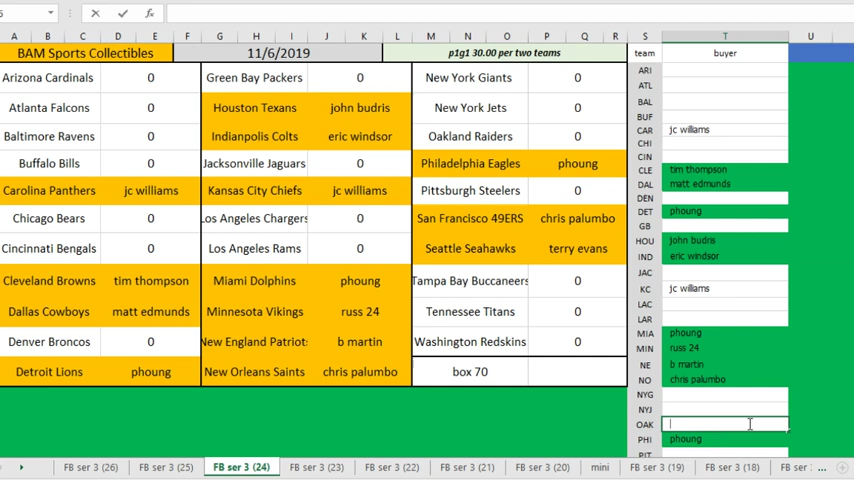 BAM Sports Collectibles 11/6/2019 p1g1 30.00 per two teams team buyer
Arizona Cardinals 0 Green Bay Packers 0 New York Giants 0 ARI
Atlanta Falcons 0 Houston Texans john budris New York Jets 0 ATL
Baltimore Ravens 0 Indianpolis Colts eric windsor Oakland Raiders 0 BAL
BUF
CAR jc willams
CHI
Buffalo Bills 0 Jacksonville Jaguars 0 Philadelphia Eagles phoung CIN
CLE tim thompson
Carolina Panthers jc williams Kansas City Chiefs jc williams Pittsburgh Steelers 0 DAL matt edmunds
DEN
Chicago Bears 0 Los Angeles Chargers 0 San Francisco 49ERS chris palumbo DET phoung
GB
Cincinnati Bengals 0 Los Angeles Rams 0 Seattle Seahawks terry evans HOU john budris
IND eric windsor
Cleveland Browns tim thompson Miami Dolphins phoung Tampa Bay Buccaneers 0 JAC
KC jc willams
Dallas Cowboys matt edmunds Minnesota Vikings russ 24 Tennessee Titans 0 LAC
LAR
Denver Broncos 0 New England Patriots b martin Washington Redskins 0 MIA phoung
MIN russ 24
Detroit Lions phoung New Orleans Saints chris palumbo box 70 NE b martin
NO chris palumbo
NYG
NYJ
OAK
PHI phoung
PIT
A B C D E F G H I J K L M N O P Q R S T U V
FB ser 3 (26) FB ser 3 (25) FB ser 3 (24) FB ser 3 (23) FB ser 3 (22) FB ser 3 (21) FB ser 3 (20) mini FB ser 3 (19) FB ser 3 (18) FB ser: ...